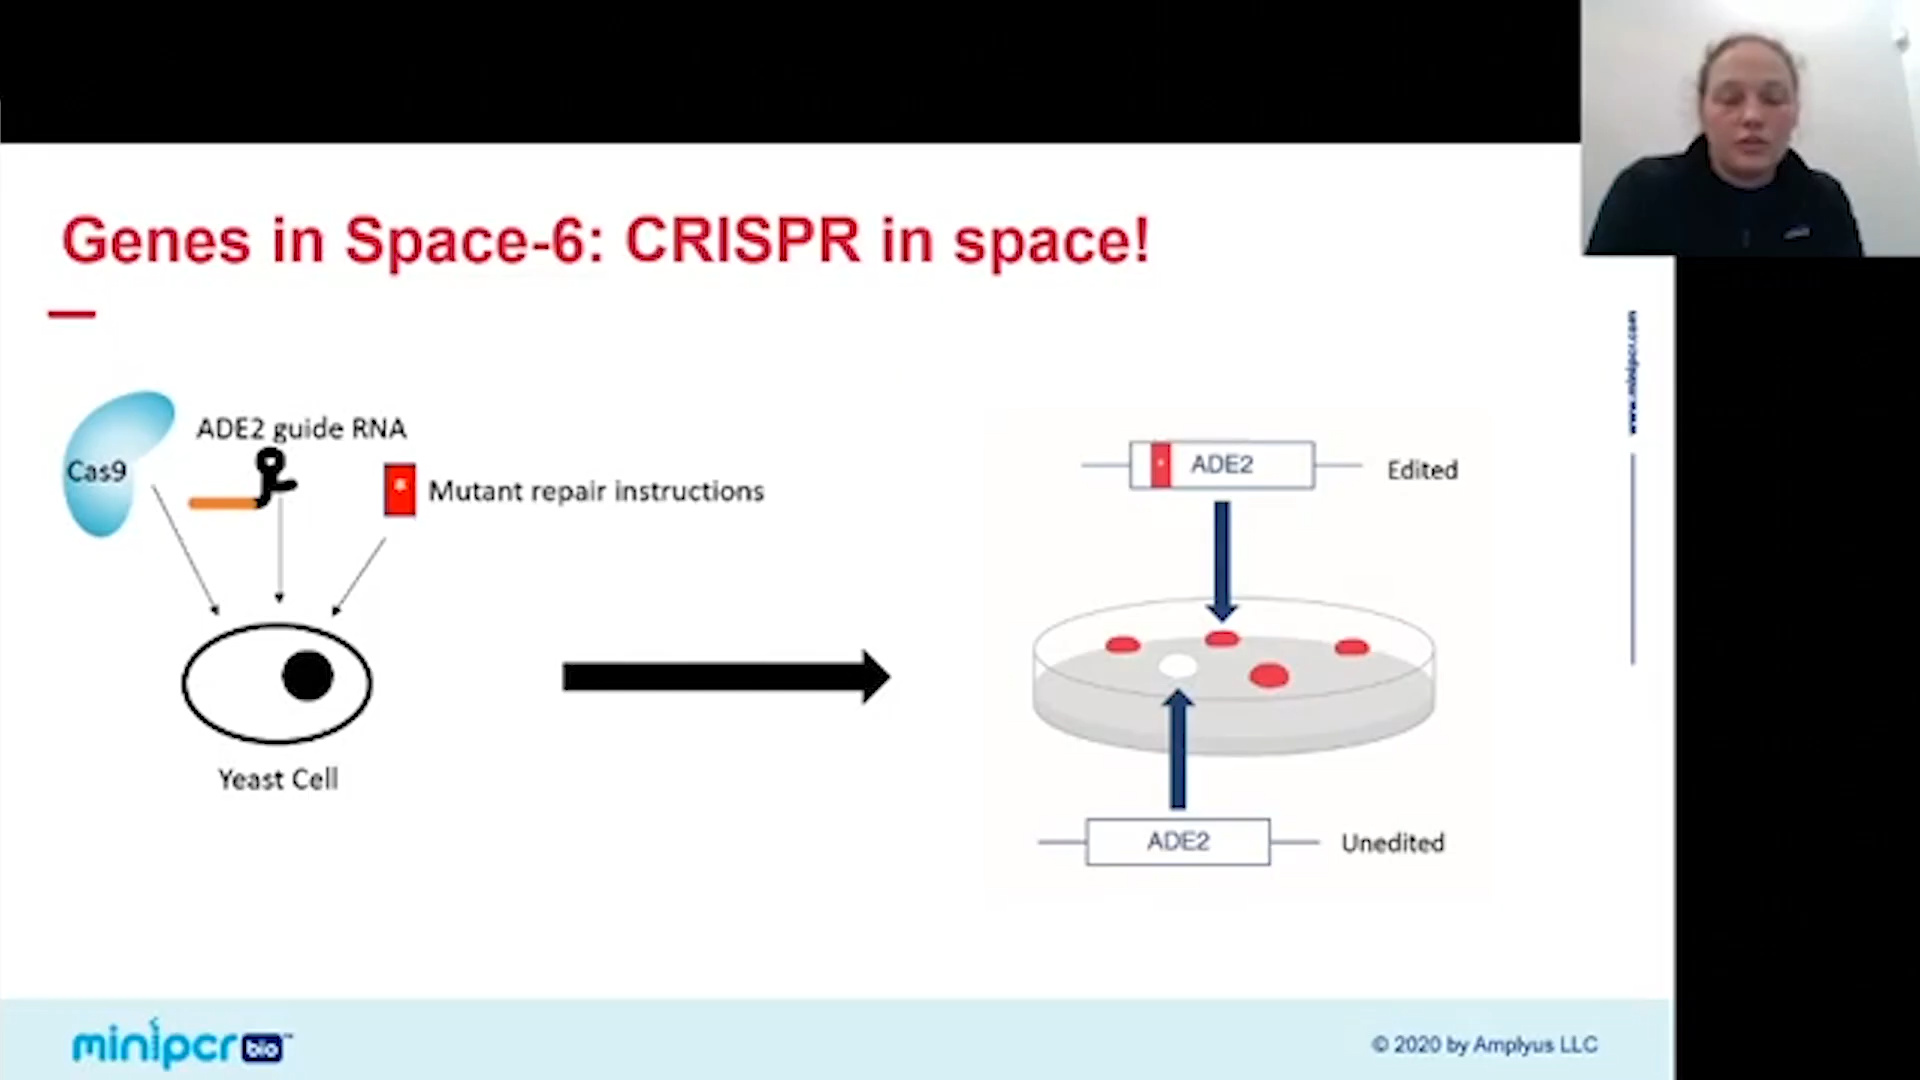 Genes in Space-6: CRISPR in space!
www.minipcr.com
Cas9
ADE2 guide RNA
Mutant repair instructions
Yeast Cell
ADE2
Edited
ADE2
Unedited
minipcr bio™
© 2020 by Amplyus LLC